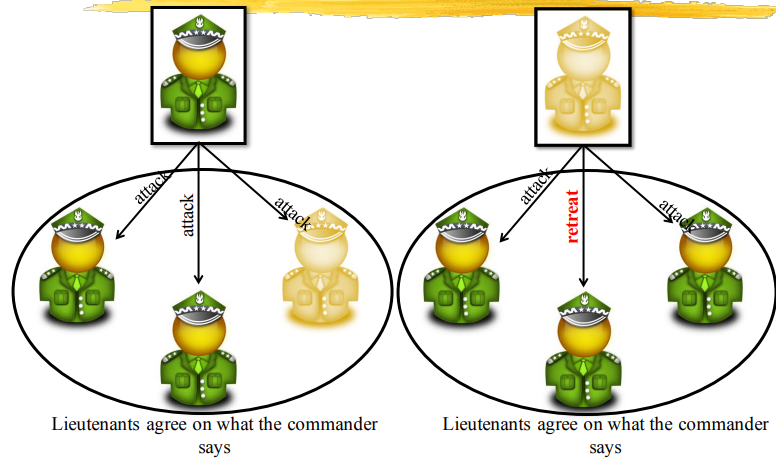 attack
attack
attack
attack
retreat
attack
Lieutenants agree on what the commander
says
Lieutenants agree on what the commander
says